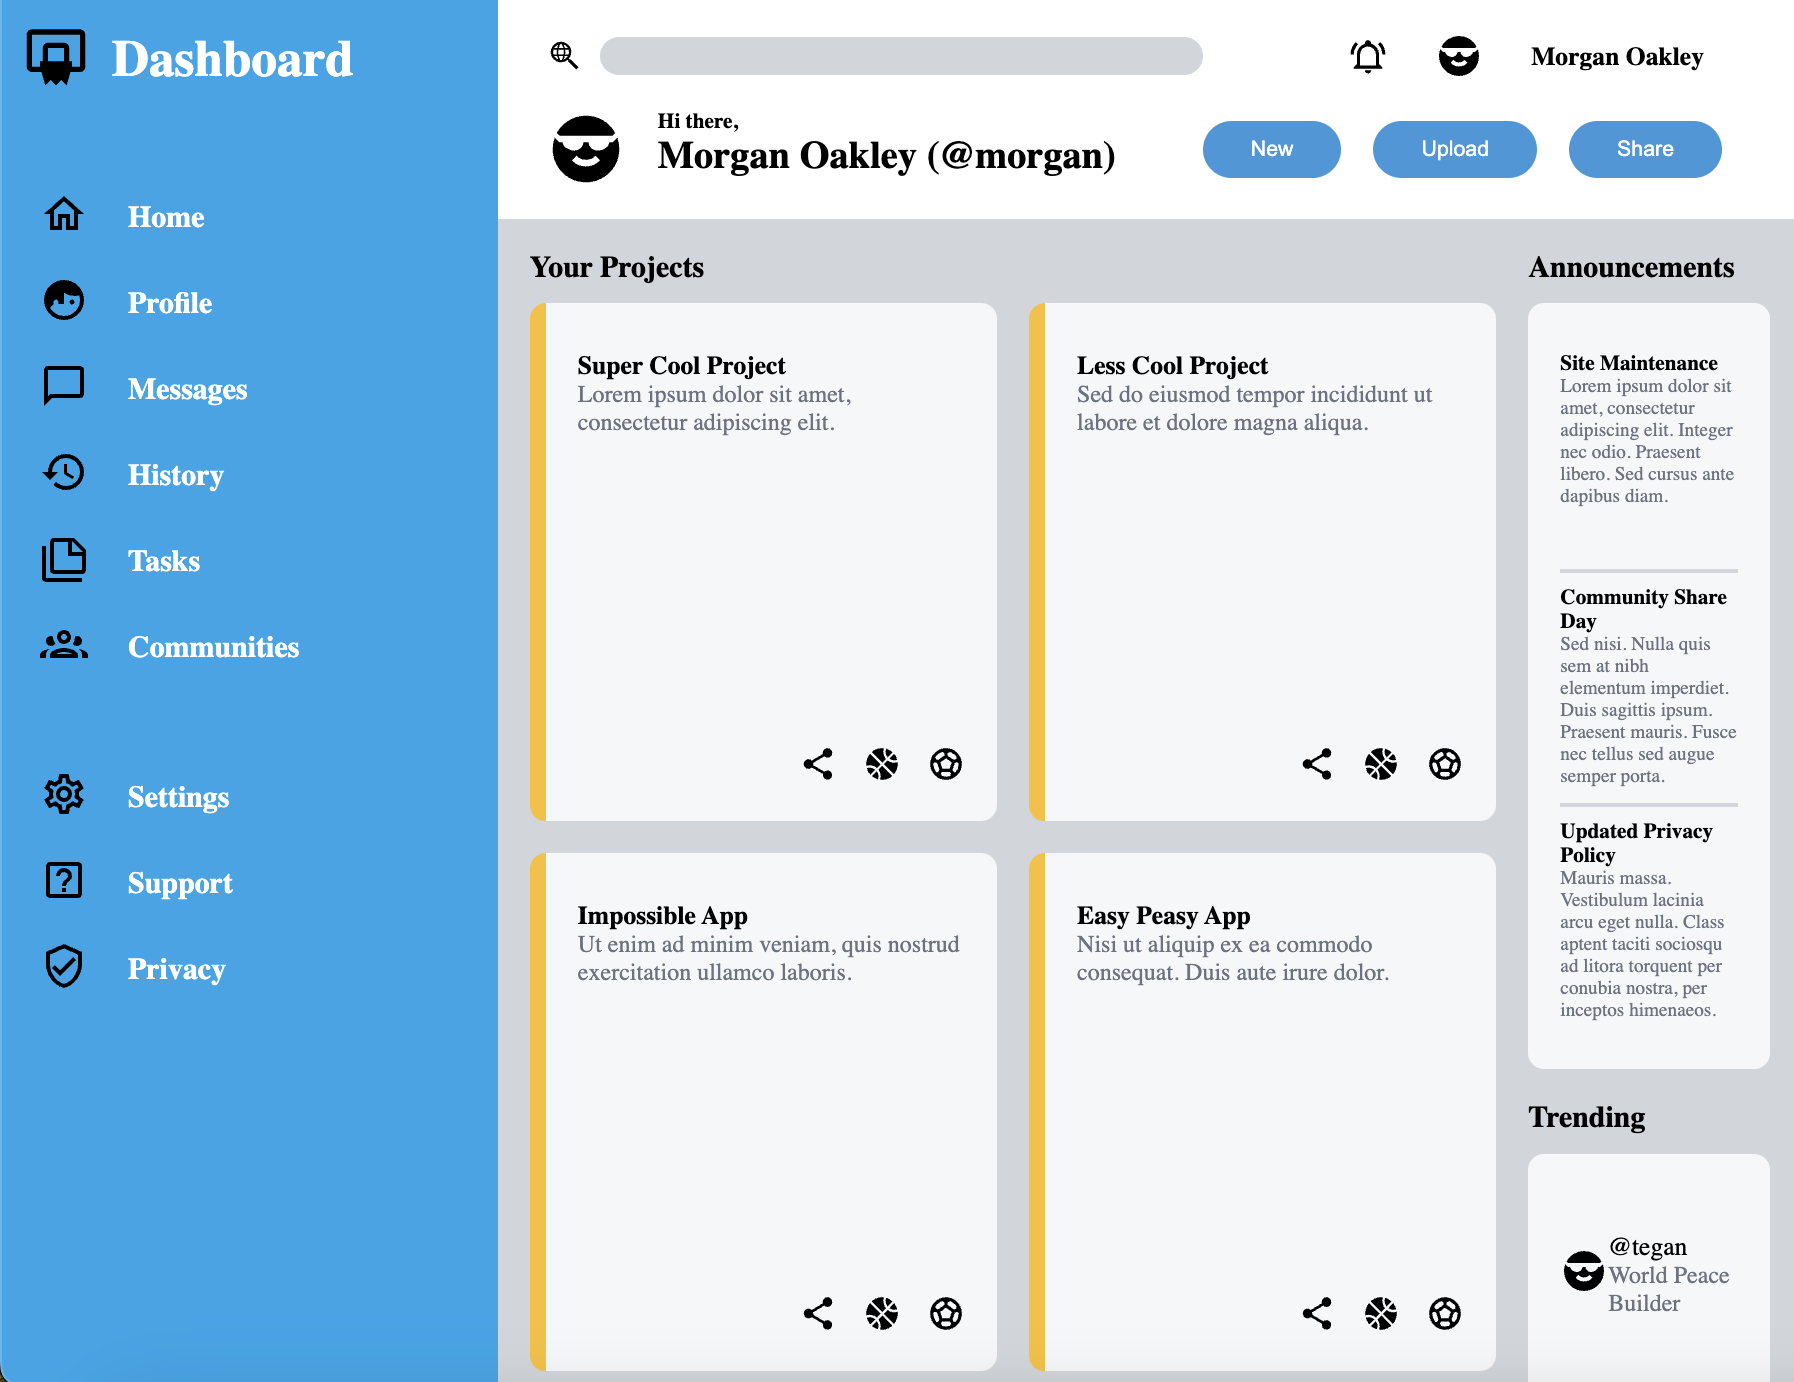 Dashboard
Home
Profile
Messages
History
Tasks
Communities
Settings
Support
Privacy
Morgan Oakley
Hi there,
Morgan Oakley (@morgan)
New
Upload
Share
Your Projects
Super Cool Project
Lorem ipsum dolor sit amet,
consectetur adipiscing elit.
Less Cool Project
Sed do eiusmod tempor incididunt ut
labore et dolore magna aliqua.
Impossible App
Ut enim ad minim veniam, quis nostrud
exercitation ullamco laboris.
Easy Peasy App
Nisi ut aliquip ex ea commodo
consequat. Duis aute irure dolor.
Announcements
Site Maintenance
Lorem ipsum dolor sit
amet, consectetur
adipiscing elit. Integer
nec odio. Praesent
libero. Sed cursus ante
dapibus diam.
Community Share
Day
Sed nisi. Nulla quis
sem at nibh
elementum imperdiet.
Duis sagittis ipsum.
Praesent mauris. Fusce
nec tellus sed augue
semper porta.
Updated Privacy
Policy
Mauris massa.
Vestibulum lacinia
arcu eget nulla. Class
aptent taciti sociosqu
ad litora torquent per
conubia nostra, per
inceptos himenaeos.
Trending
@tegan
World Peace
Builder